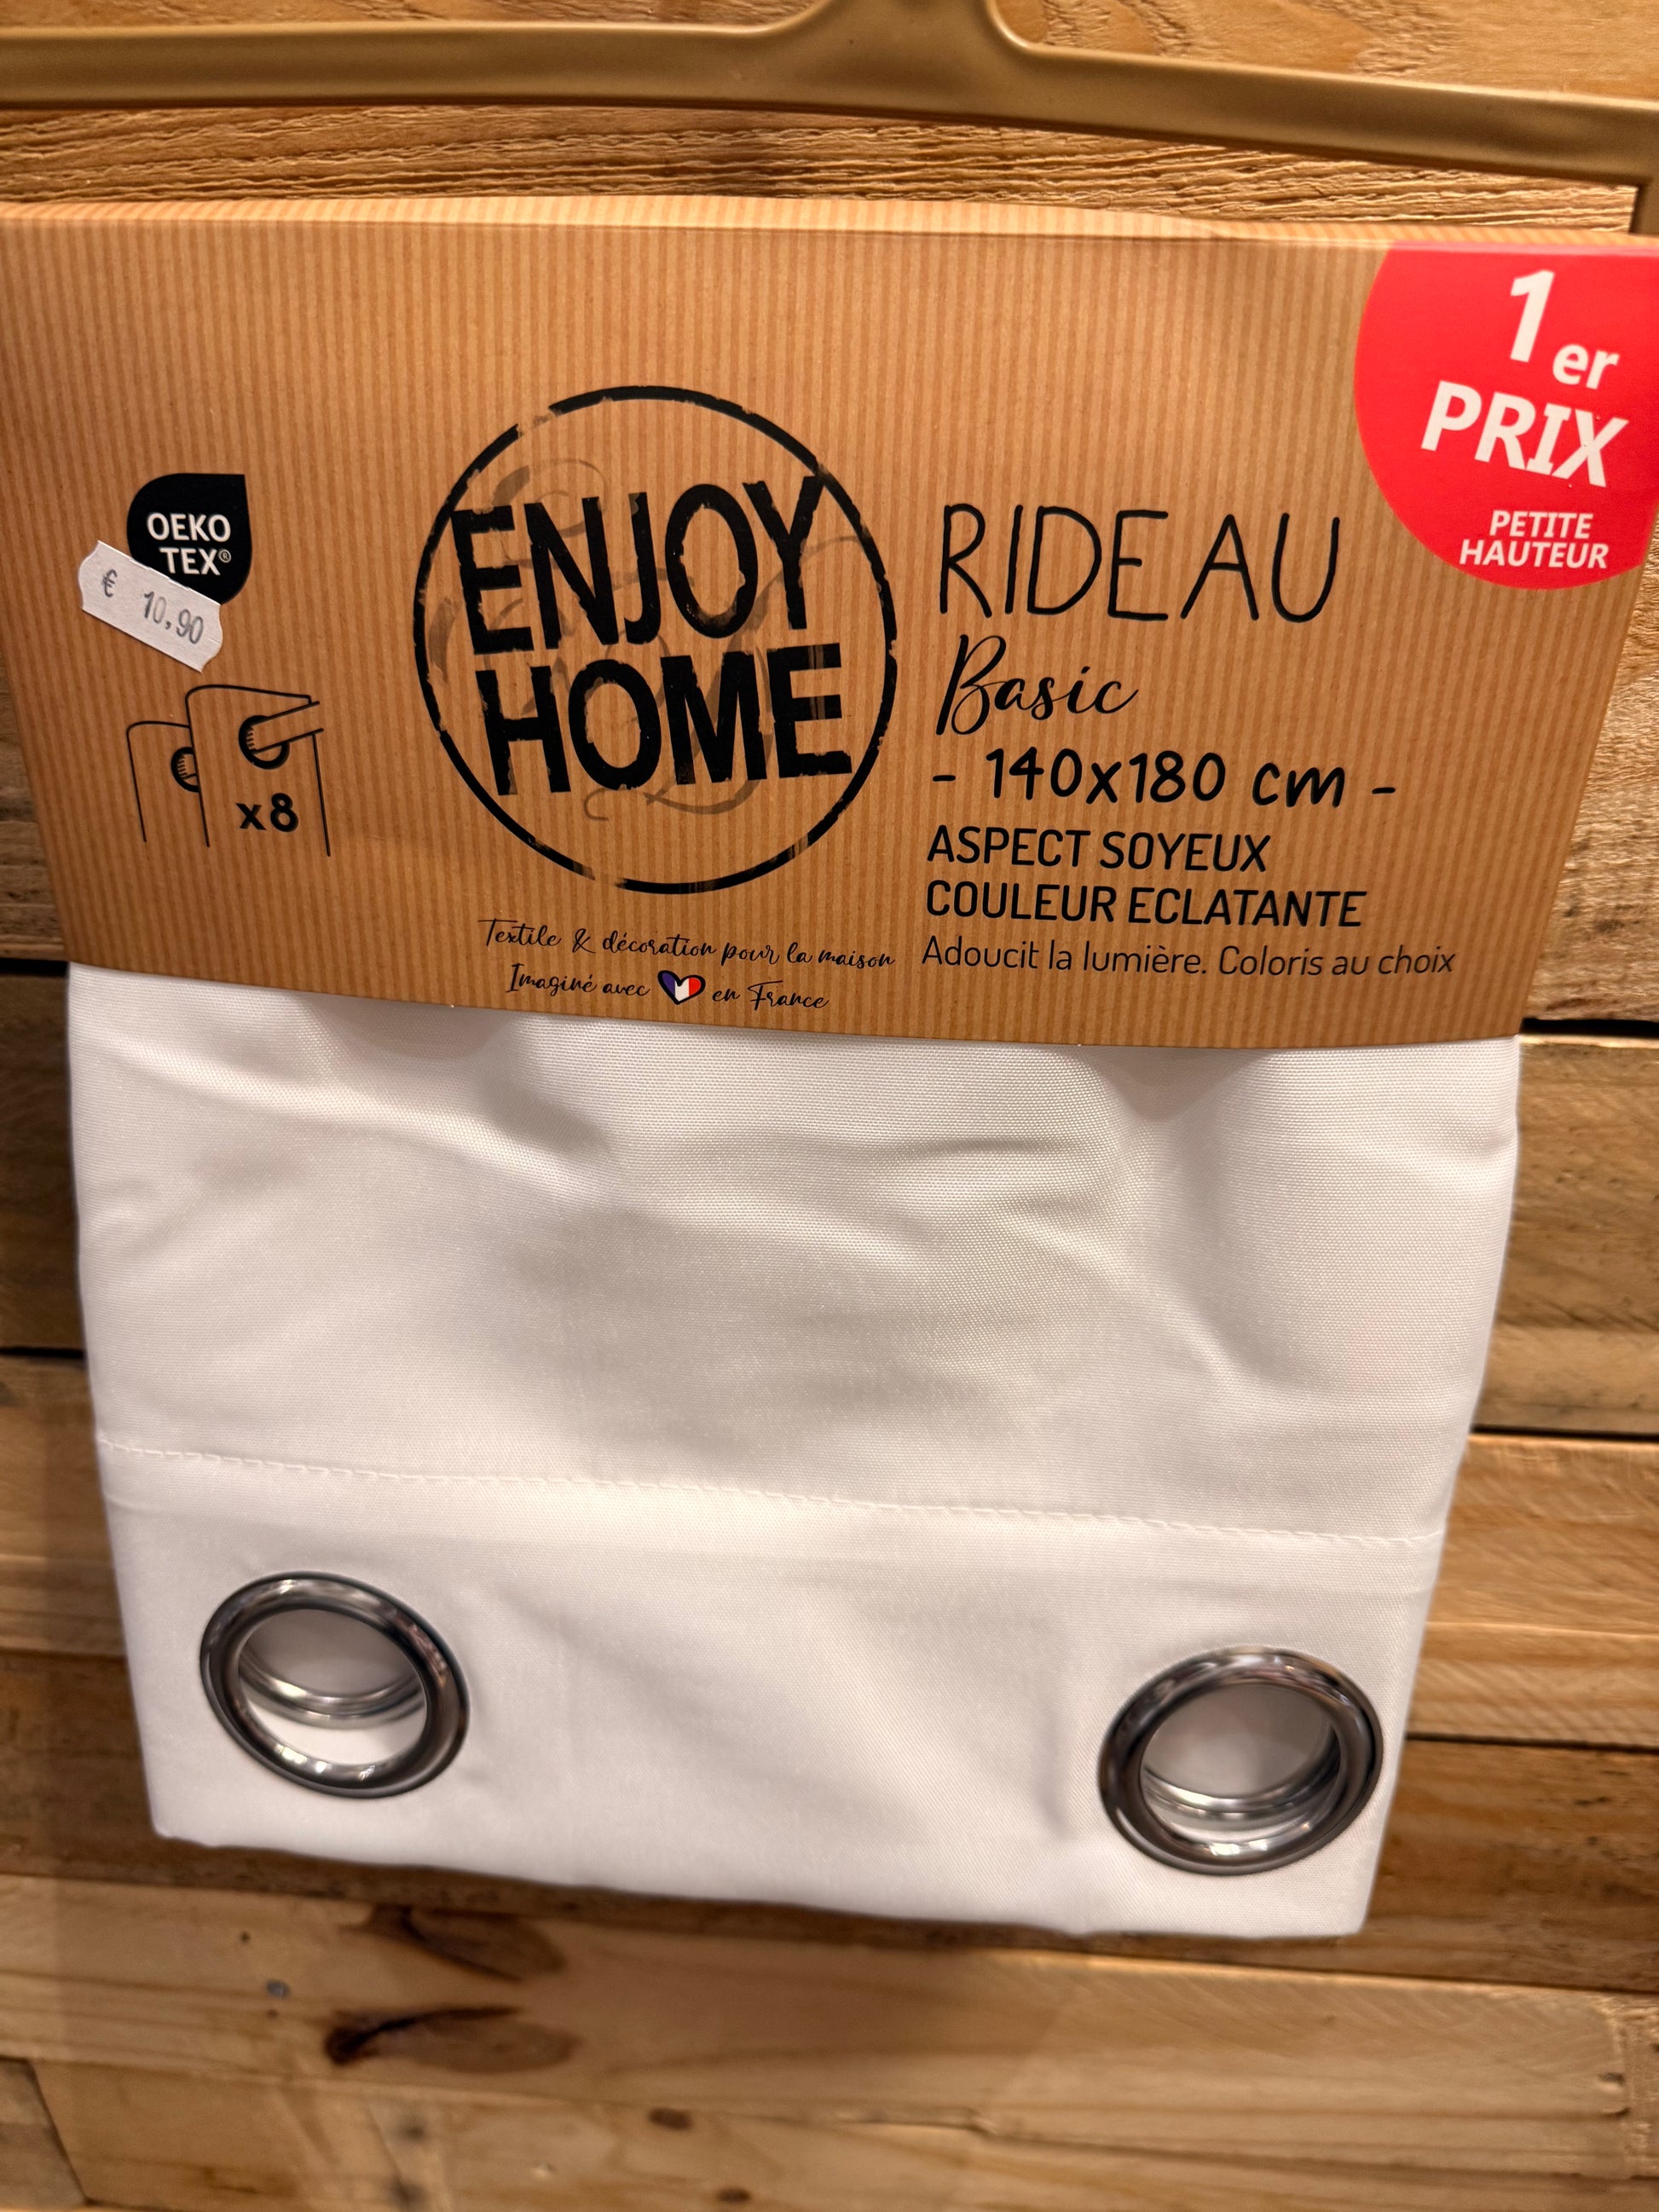 1er
PRIX
PETITE
HAUTEUR
OEKO
TEX®
€ 10,90
x8
ENJOY
HOME
Textile & décoration pour la maison
Imaginé avec en France
RIDEAU
Basic
- 140x180 cm -
ASPECT SOYEUX
COULEUR ECLATANTE
Adoucit la lumière. Coloris au choix